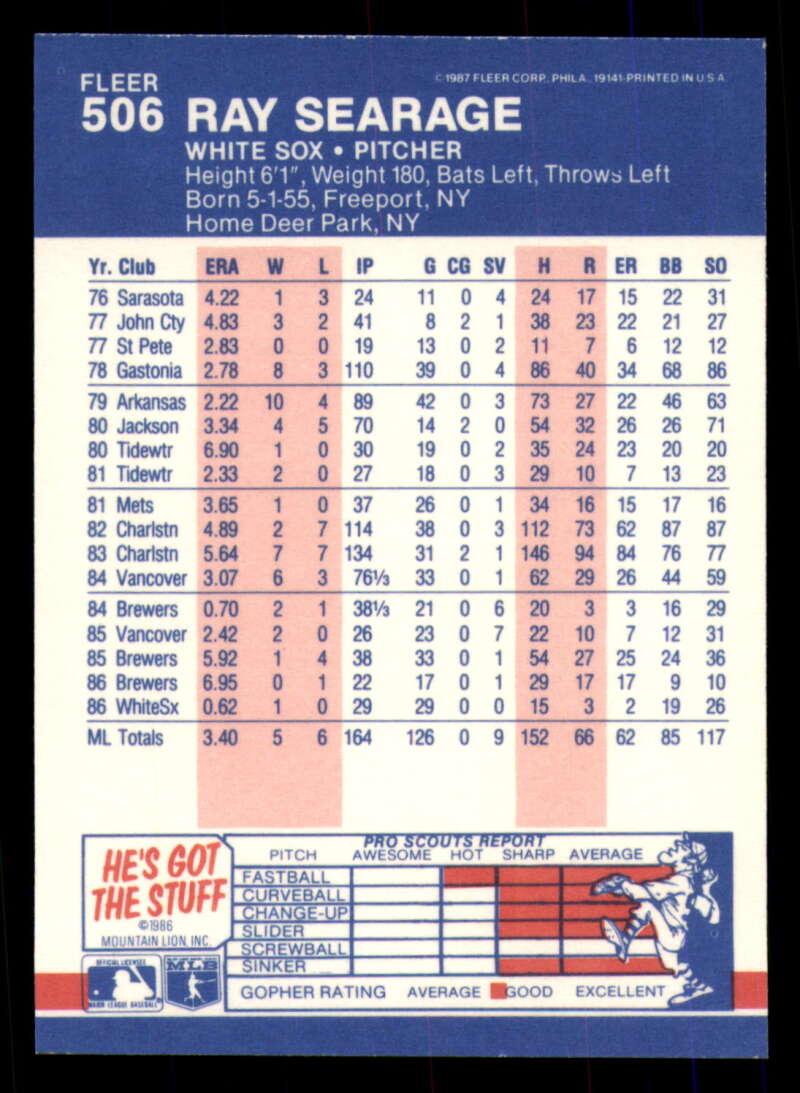 FLEER
©1987 FLEER CORP. PHILA. 19141-PRINTED IN U S A
506 RAY SEARAGE
WHITE SOX • PITCHER
Height 6'1", Weight 180, Bats Left, Throws Left
Born 5-1-55, Freeport, NY
Home Deer Park, NY
Yr. Club ERA W L IP G CG SV H R ER BB SO
76 Sarasota 4.22 1 3 24 11 0 4 24 17 15 22 31
77 John Cty 4.83 3 2 41 8 2 1 38 23 22 21 27
77 St Pete 2.83 0 0 19 13 0 2 11 7 6 12 12
78 Gastonia 2.78 8 3 110 39 0 4 86 40 34 68 86
79 Arkansas 2.22 10 4 89 42 0 3 73 27 22 46 63
80 Jackson 3.34 4 5 70 14 2 0 54 32 26 26 71
80 Tidewtr 6.90 1 0 30 19 0 2 35 24 23 20 20
81 Tidewtr 2.33 2 0 27 18 0 3 29 10 7 13 23
81 Mets 3.65 1 0 37 26 0 1 34 16 15 17 16
82 Charlstn 4.89 2 7 114 38 0 3 112 73 62 87 87
83 Charlstn 5.64 7 7 134 31 2 1 146 94 84 76 77
84 Vancover 3.07 6 3 76⅓ 33 0 1 62 29 26 44 59
84 Brewers 0.70 2 1 38⅓ 21 0 6 20 3 3 16 29
85 Vancover 2.42 2 0 26 23 0 7 22 10 7 12 31
85 Brewers 5.92 1 4 38 33 0 1 54 27 25 24 36
86 Brewers 6.95 0 1 22 17 0 1 29 17 17 9 10
86 WhiteSx 0.62 1 0 29 29 0 0 15 3 2 19 26
ML Totals 3.40 5 6 164 126 0 9 152 66 62 85 117
HE'S GOT
THE STUFF
©1986
MOUNTAIN LION, INC.
PRO SCOUTS REPORT
PITCH AWESOME HOT SHARP AVERAGE
FASTBALL
CURVEBALL
CHANGE-UP
SLIDER
SCREWBALL
SINKER
OFFICIAL LICENSEE
MAJOR LEAGUE BASEBALL
MLB
GOPHER RATING AVERAGE GOOD EXCELLENT